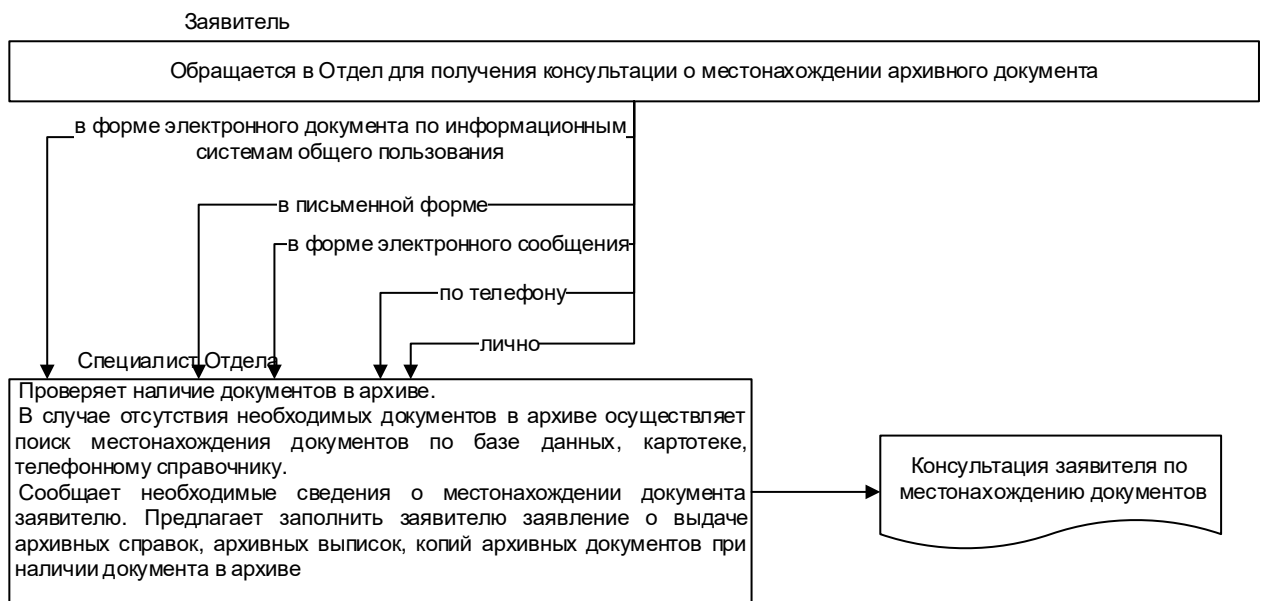 Заявитель
Обращается в Отдел для получения консультации о местонахождении архивного документа
в форме электронного документа по информационным
системам общего пользования
в письменной форме
в форме электронного сообщения
по телефону
лично
Специалист Отдела
Проверяет наличие документов в архиве.
В случае отсутствия необходимых документов в архиве осуществляет
поиск местонахождения документов по базе данных, картотеке,
телефонному справочнику.
Сообщает необходимые сведения о местонахождении документа
заявителю. Предлагает заполнить заявителю заявление о выдаче
архивных справок, архивных выписок, копий архивных документов при
наличии документа в архиве
Консультация заявителя по
местонахождению документов